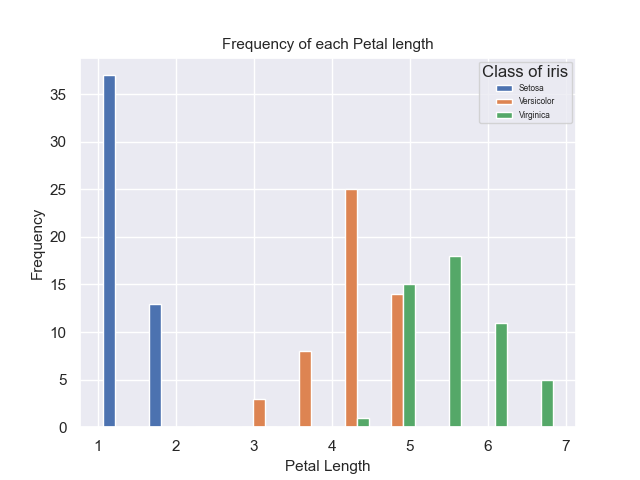 Frequency of each Petal length
Class of iris
Setosa
Versicolor
Virginica
35
30
25
20
15
10
5
0
Frequency
1 2 3 4 5 6 7
Petal Length